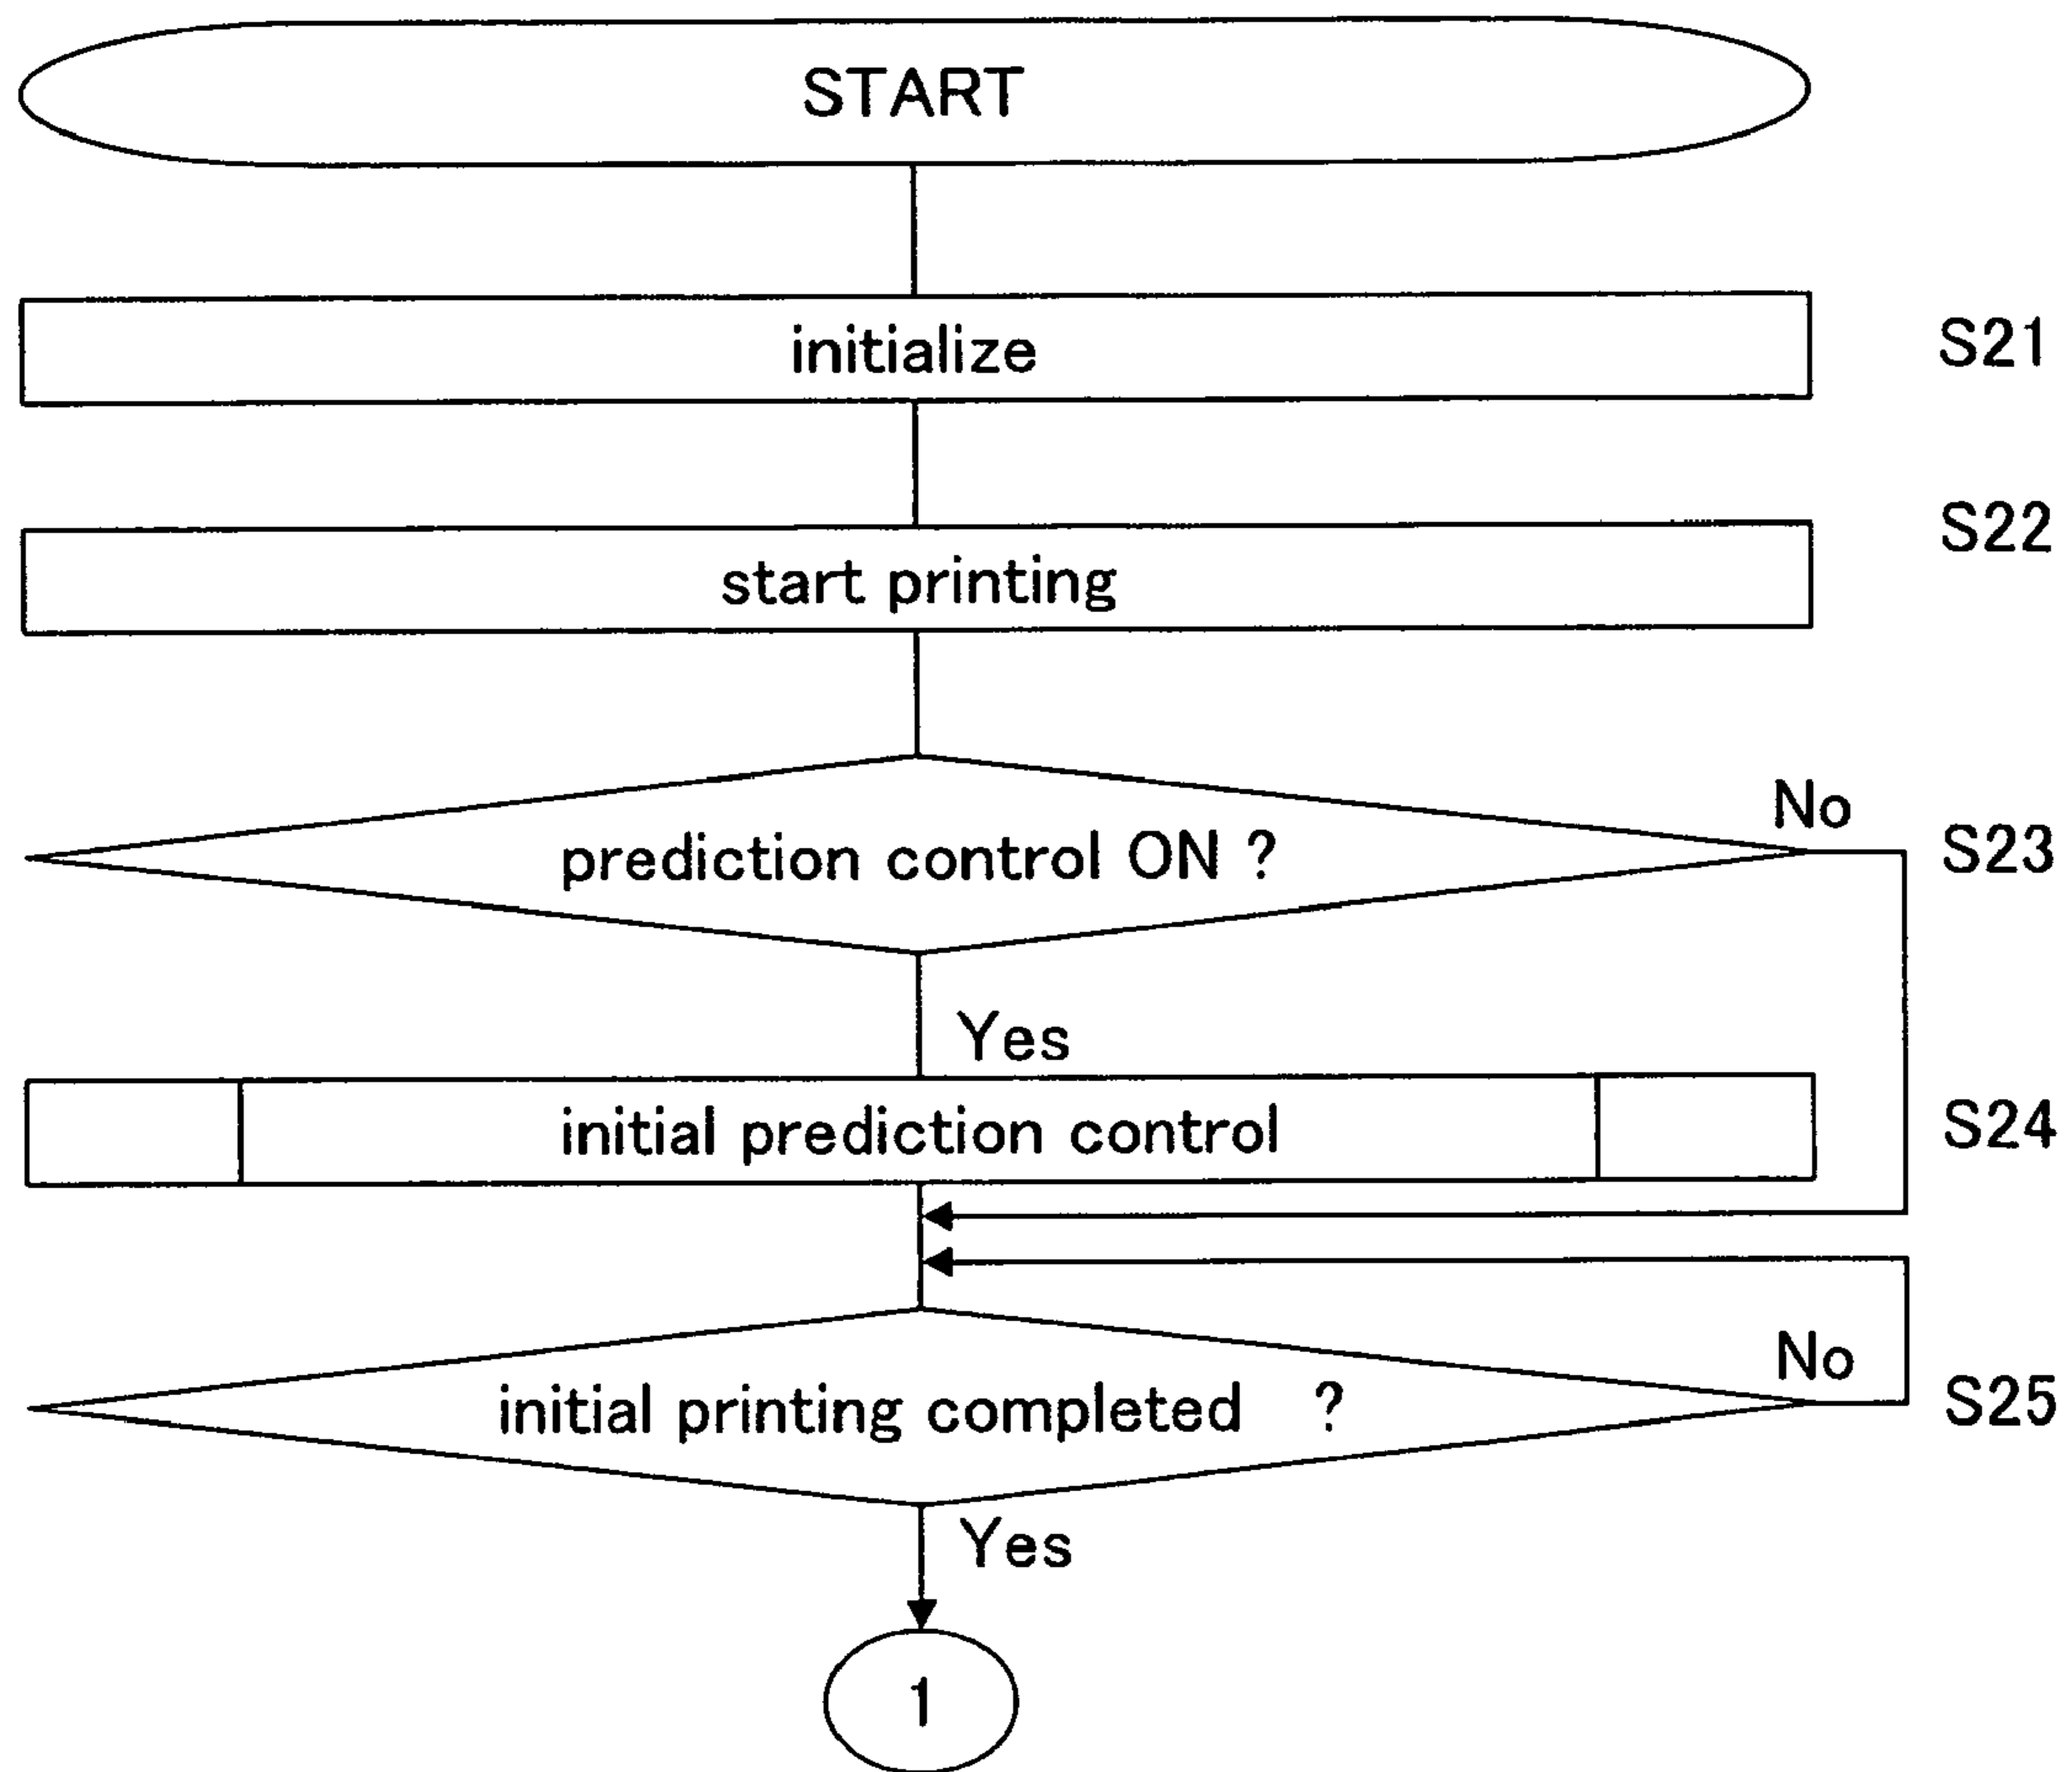 START
initialize
S21
S22
start printing
No
prediction control ON ?
S23
Yes
initial prediction control
S24
No
initial printing completed ?
S25
Yes
1